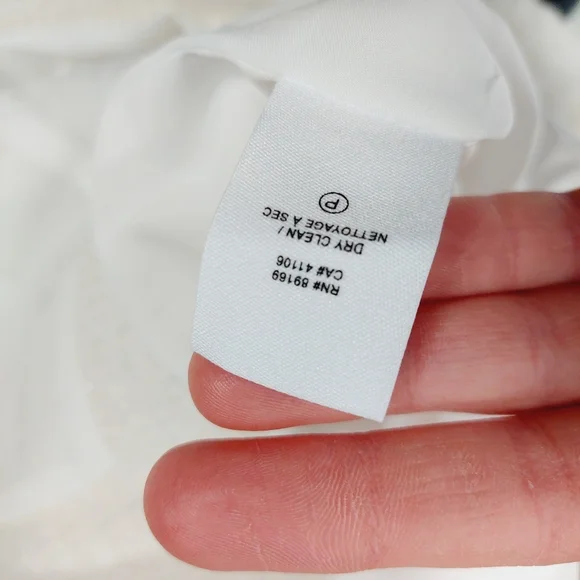 RN# 89169
CA# 41106
DRY CLEAN /
NETTOYAGE À SEC
P